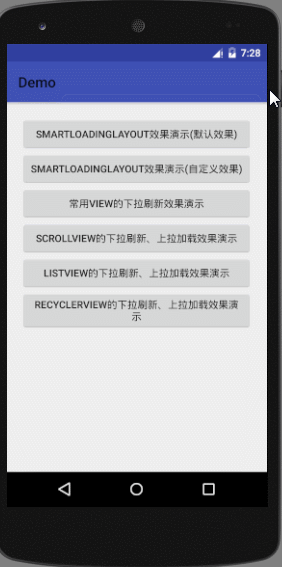 7:28
Demo
SMARTLOADINGLAYOUT效果演示(默认效果)
SMARTLOADINGLAYOUT效果演示(自定义效果)
常用VIEW的下拉刷新效果演示
SCROLLVIEW的下拉刷新、上拉加载效果演示
LISTVIEW的下拉刷新、上拉加载效果演示
RECYCLERVIEW的下拉刷新、上拉加载效果演
示